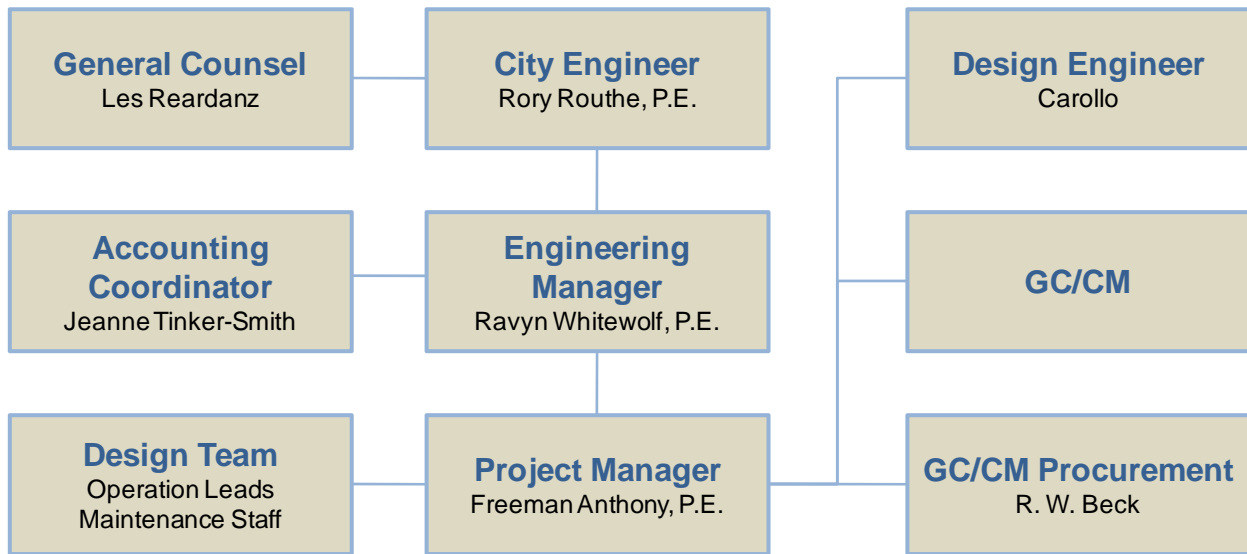 General Counsel
Les Reardanz
City Engineer
Rory Routhe, P.E.
Design Engineer
Carollo
Accounting
Coordinator
Jeanne Tinker-Smith
Engineering
Manager
Ravyn Whitewolf, P.E.
GC/CM
Design Team
Operation Leads
Maintenance Staff
Project Manager
Freeman Anthony, P.E.
GC/CM Procurement
R. W. Beck